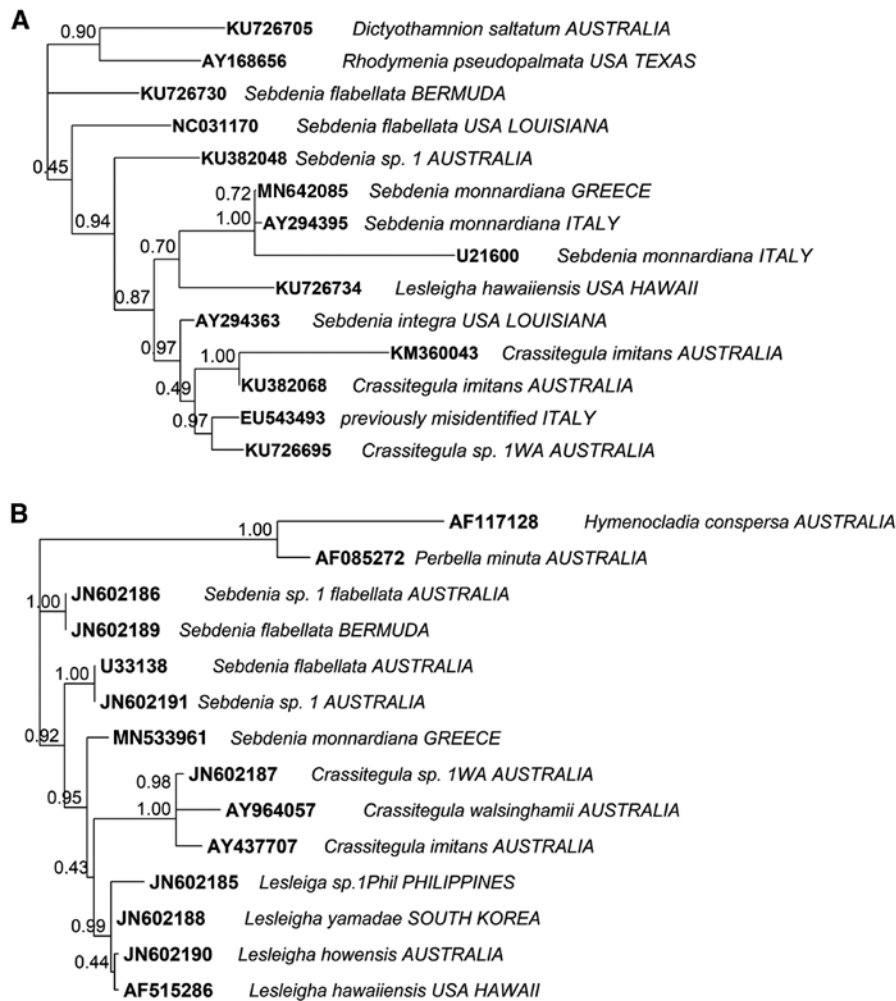 A
KU726705 Dictyothamnion saltatum AUSTRALIA
0.90
AY168656 Rhodymenia pseudopalmata USA TEXAS
KU726730 Sebdenia flabellata BERMUDA
NC031170 Sebdenia flabellata USA LOUISIANA
0.45
KU382048 Sebdenia sp. 1 AUSTRALIA
0.72 MN642085 Sebdenia monnardiana GREECE
0.94
1.00 AY294395 Sebdenia monnardiana ITALY
0.70
U21600 Sebdenia monnardiana ITALY
KU726734 Lesleigha hawaiiensis USA HAWAII
0.87
AY294363 Sebdenia integra USA LOUISIANA
0.97
1.00 KM360043 Crassitegula imitans AUSTRALIA
0.49 KU382068 Crassitegula imitans AUSTRALIA
0.97 EU543493 previously misidentified ITALY
KU726695 Crassitegula sp. 1WA AUSTRALIA
B
1.00 AF117128 Hymenocladia conspersa AUSTRALIA
AF085272 Perbella minuta AUSTRALIA
JN602186 Sebdenia sp. 1 flabellata AUSTRALIA
1.00
JN602189 Sebdenia flabellata BERMUDA
1.00 U33138 Sebdenia flabellata AUSTRALIA
JN602191 Sebdenia sp. 1 AUSTRALIA
0.92 MN533961 Sebdenia monnardiana GREECE
0.98 JN602187 Crassitegula sp. 1WA AUSTRALIA
0.95
1.00 AY964057 Crassitegula walsinghamii AUSTRALIA
AY437707 Crassitegula imitans AUSTRALIA
0.43
JN602185 Lesleiga sp.1Phil PHILIPPINES
0.99 JN602188 Lesleigha yamadae SOUTH KOREA
JN602190 Lesleigha howensis AUSTRALIA
0.44
AF515286 Lesleigha hawaiiensis USA HAWAII